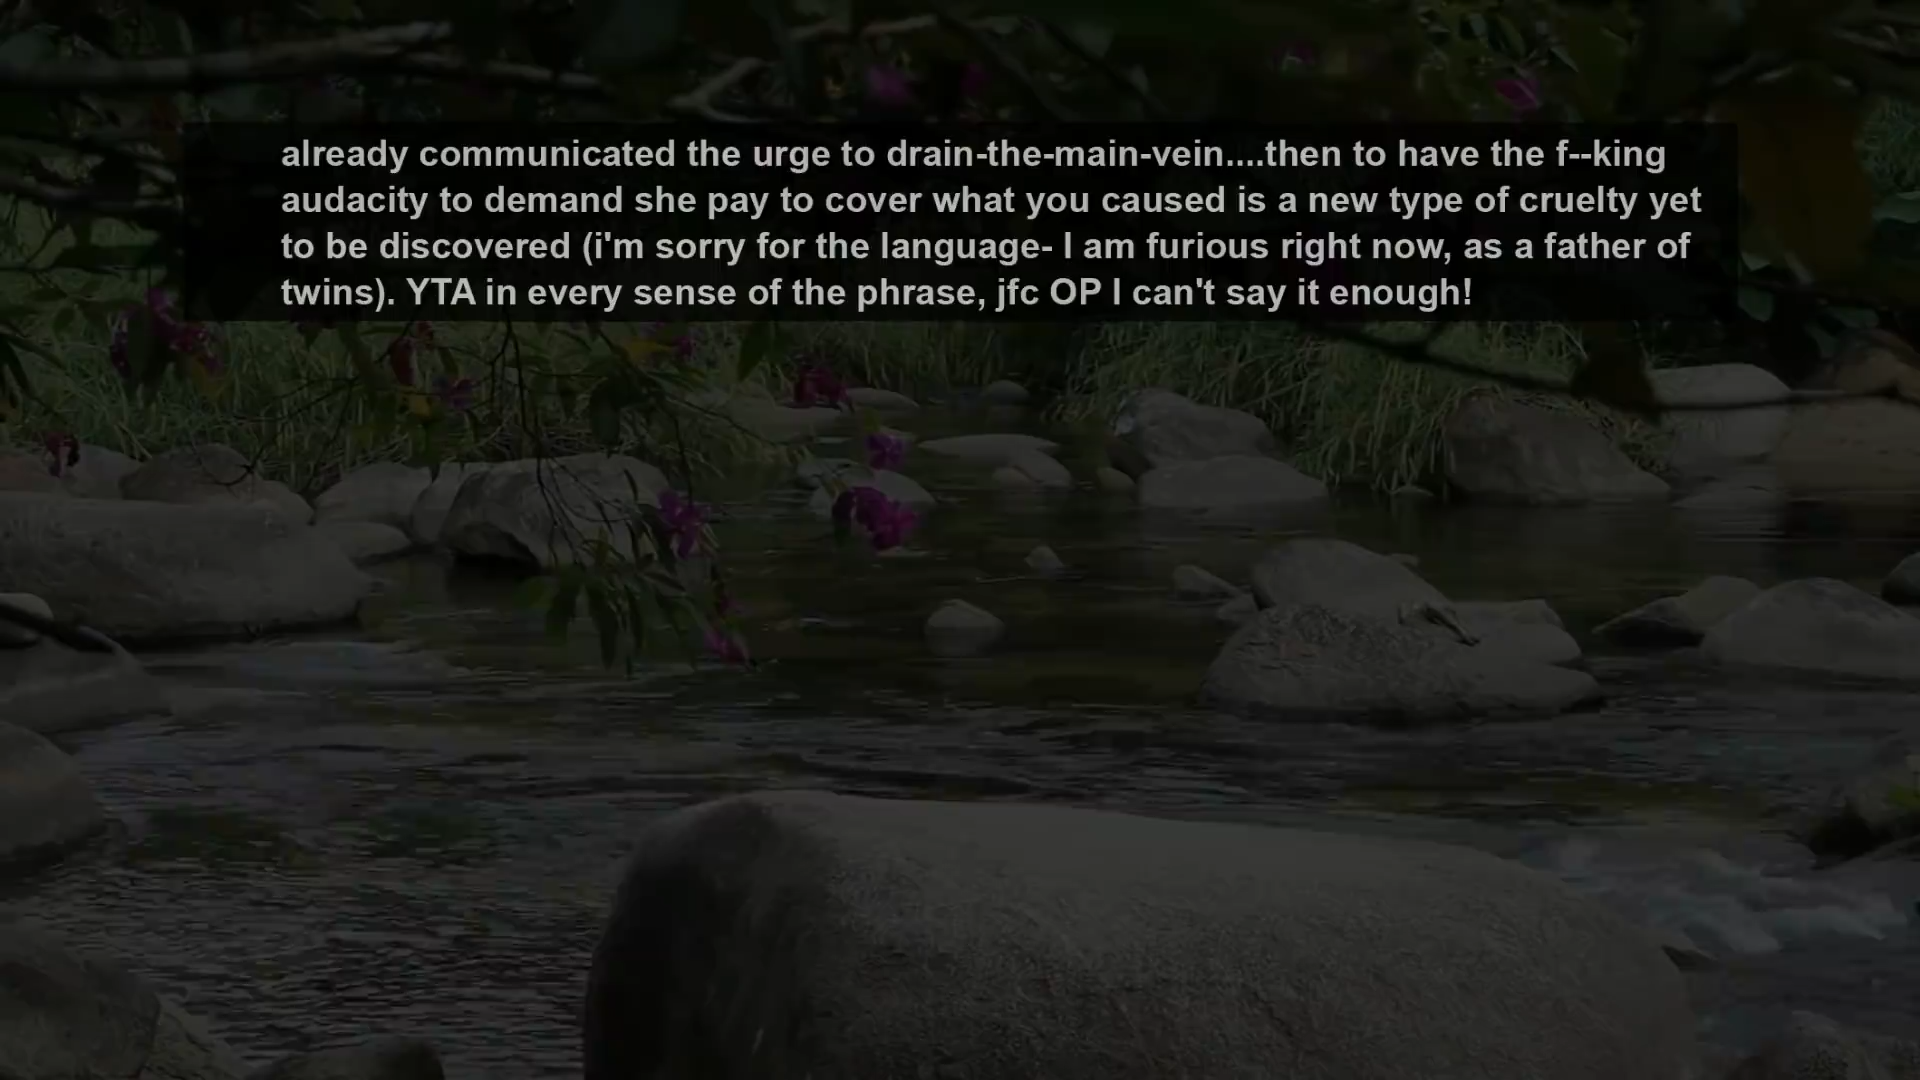 already communicated the urge to drain-the-main-vein....then to have the f--king
audacity to demand she pay to cover what you caused is a new type of cruelty yet
to be discovered (i'm sorry for the language- I am furious right now, as a father of
twins). YTA in every sense of the phrase, jfc OP I can't say it enough!